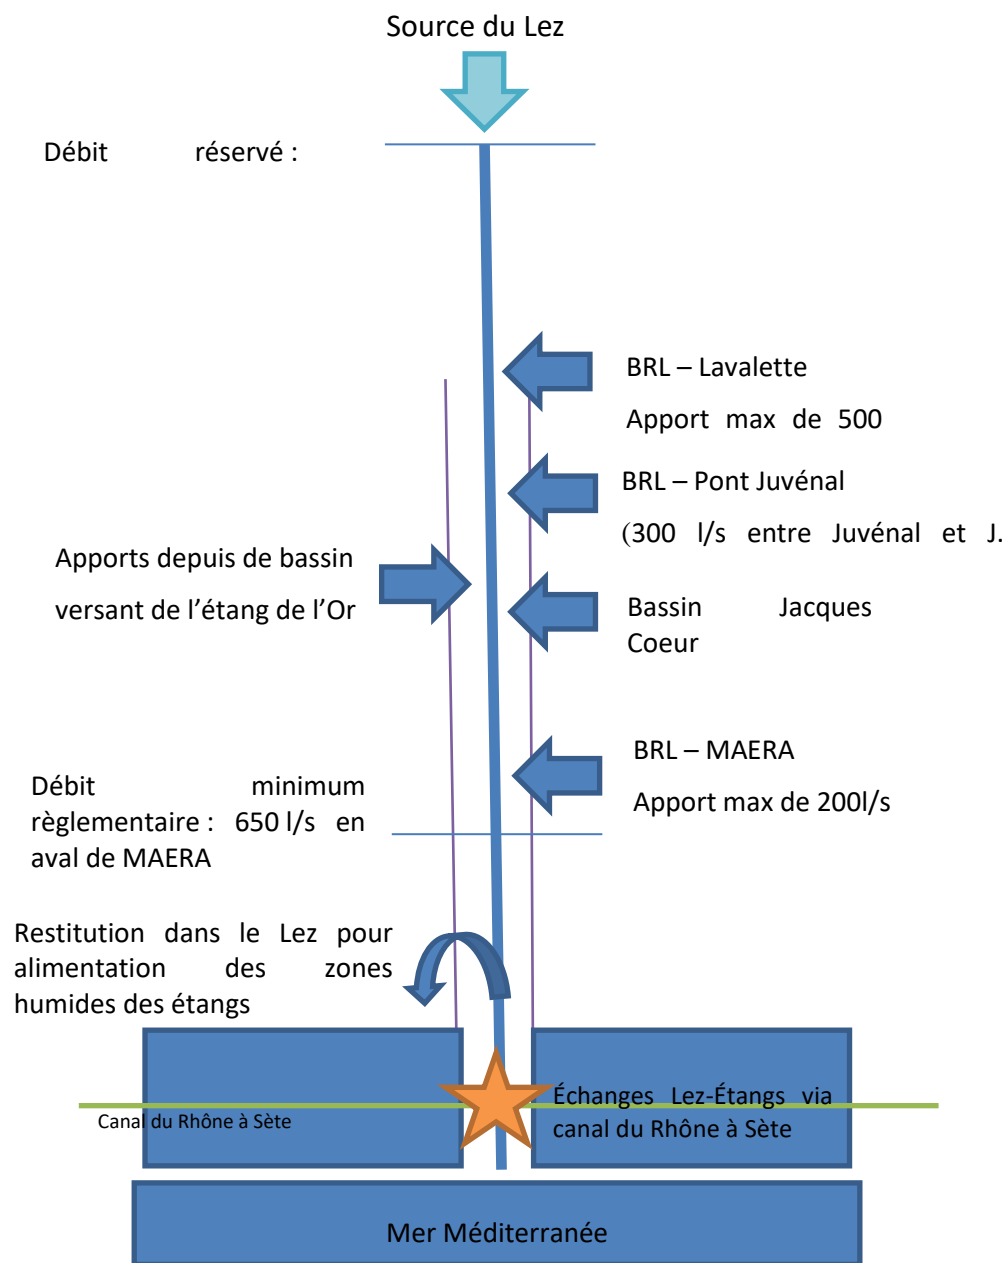 Source du Lez
Débit réservé :
BRL – Lavalette
Apport max de 500
BRL – Pont Juvénal
(300 l/s entre Juvénal et J.
Apports depuis de bassin
versant de l’étang de l’Or
Bassin Jacques
Coeur
BRL – MAERA
Apport max de 200l/s
Débit minimum
règlementaire : 650 l/s en
aval de MAERA
Restitution dans le Lez pour
alimentation des zones
humides des étangs
Échanges Lez-Étangs via
canal du Rhône à Sète
Canal du Rhône à Sète
Mer Méditerranée